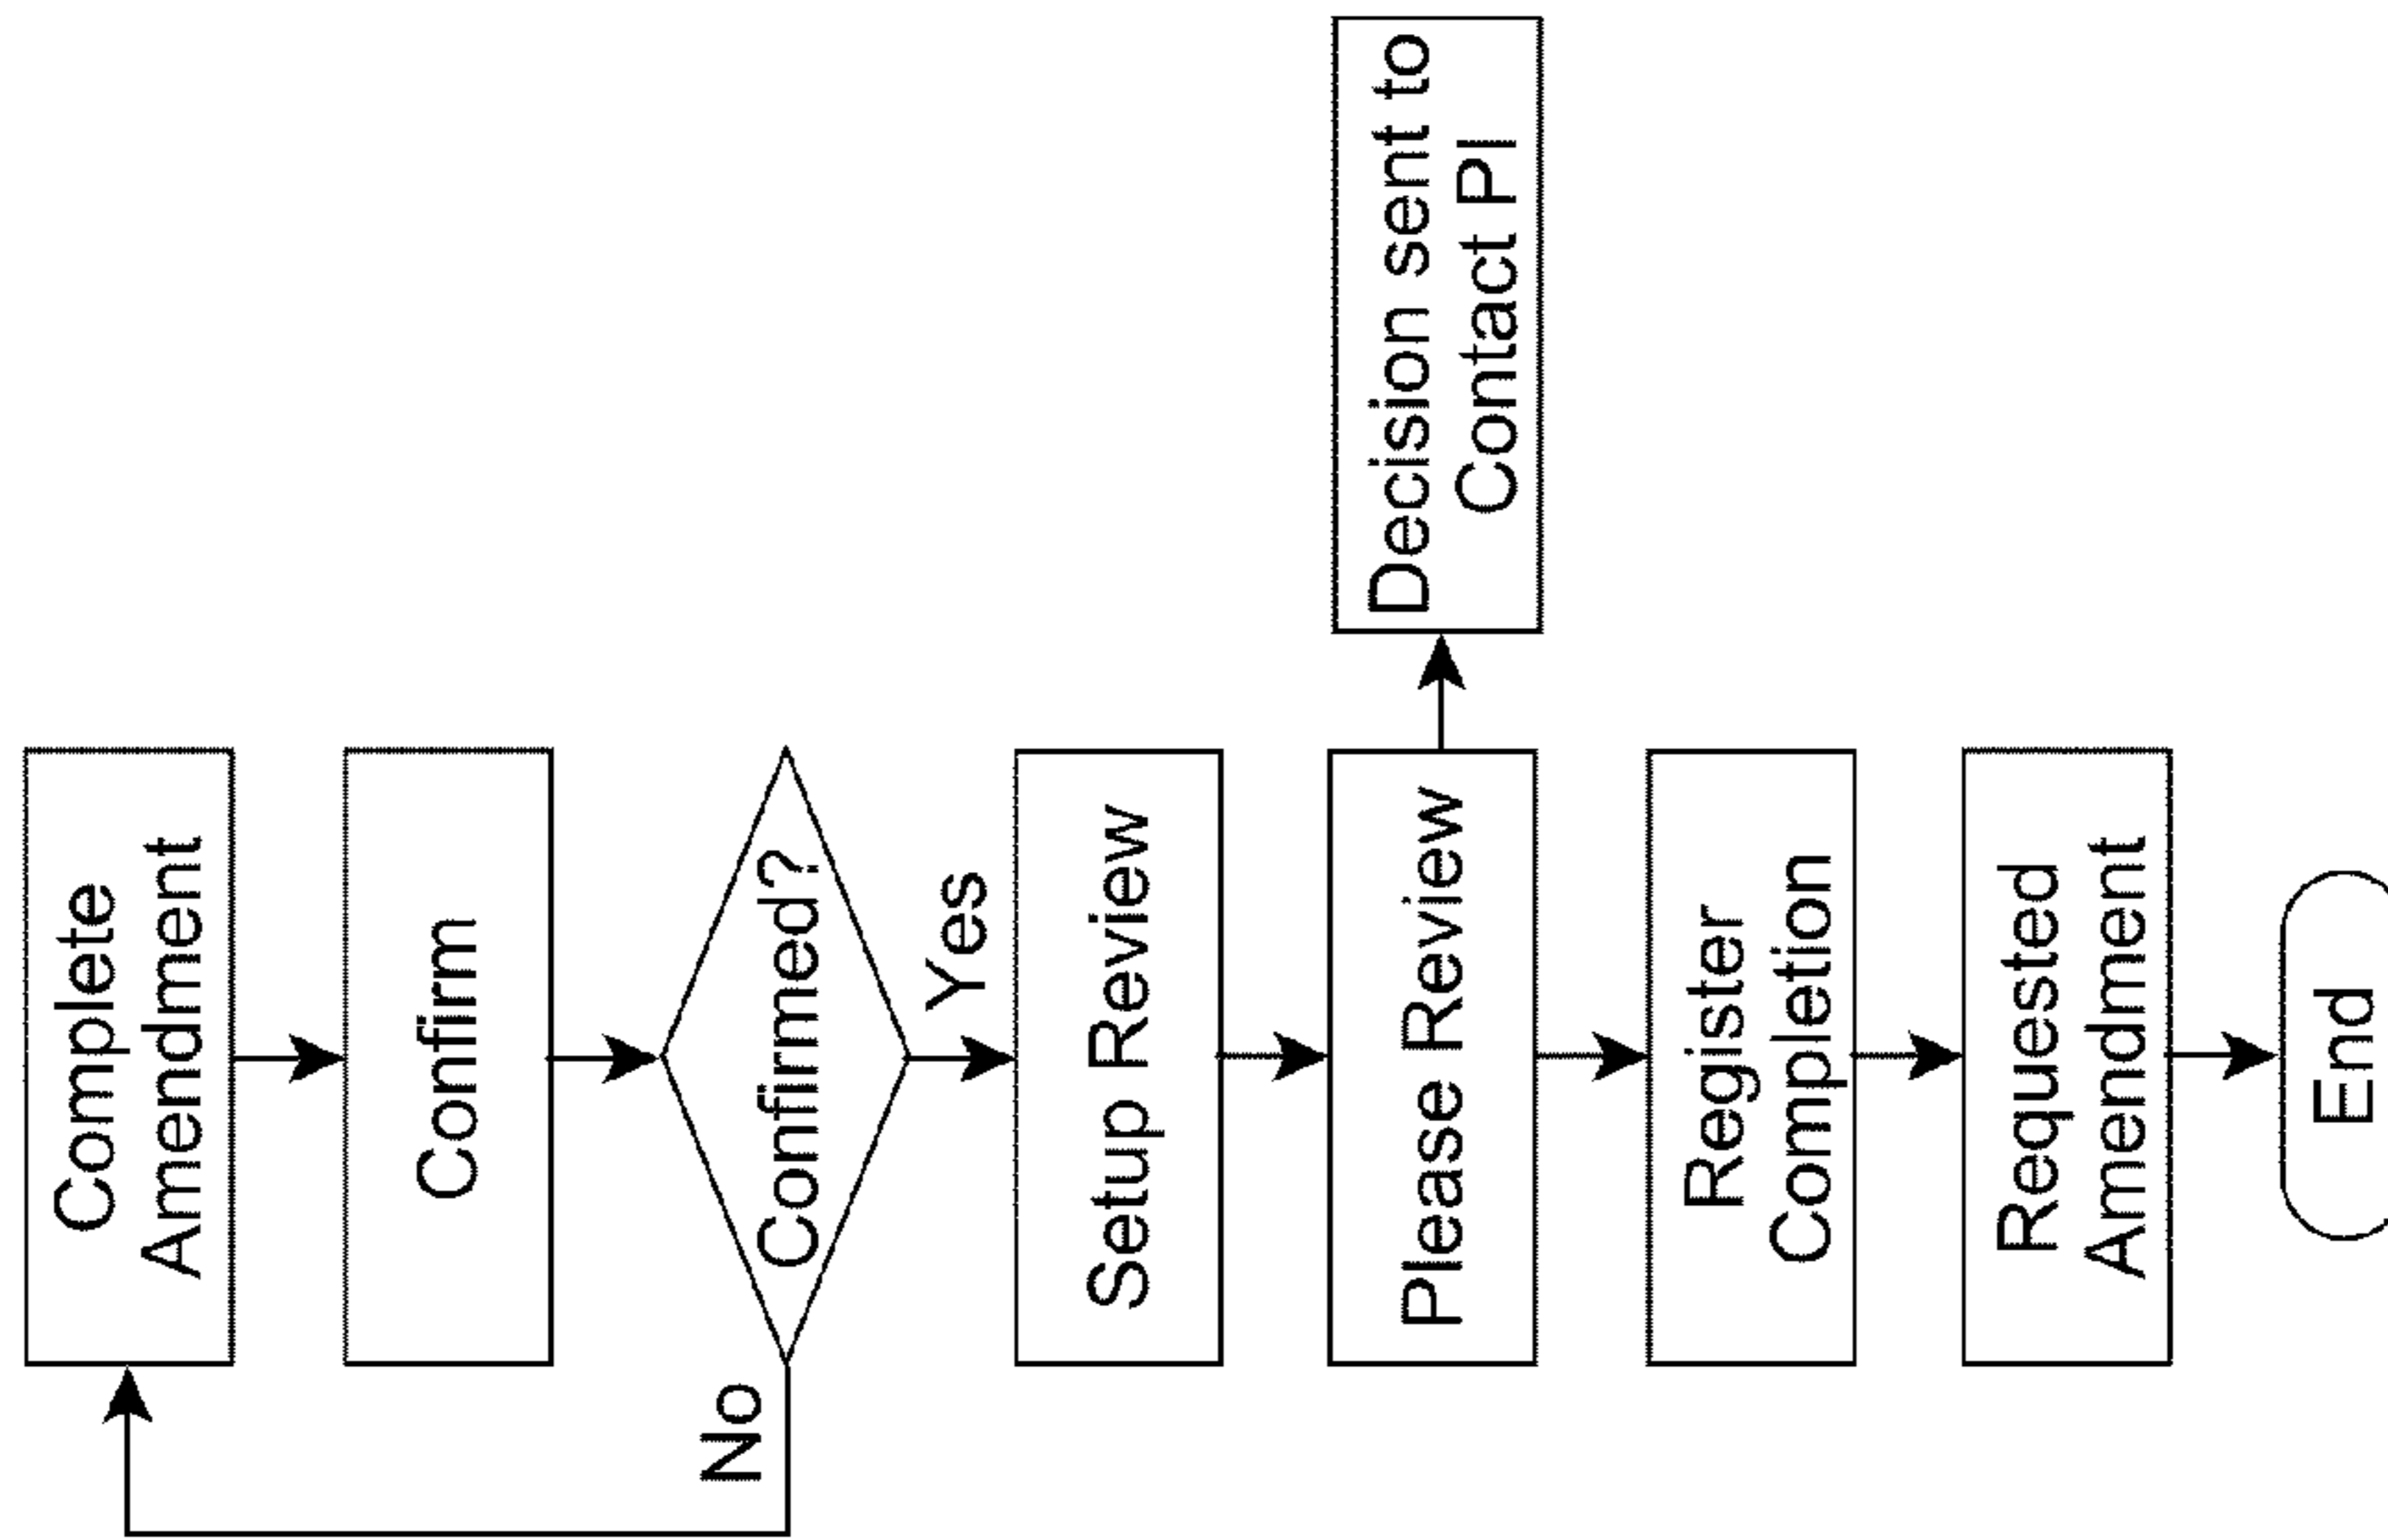 Complete
Amendment
Confirm
Confirmed?
No
Yes
Setup Review
Please Review
Decision sent to
Contact PI
Register
Completion
Requested
Amendment
End